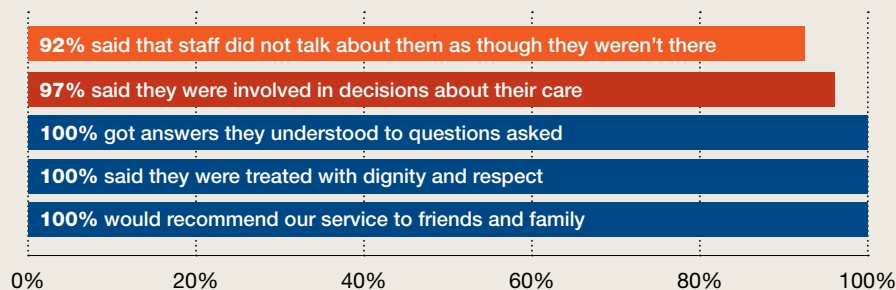 92% said that staff did not talk about them as though they weren’t there
97% said they were involved in decisions about their care
100% got answers they understood to questions asked
100% said they were treated with dignity and respect
100% would recommend our service to friends and family
0% 20% 40% 60% 80% 100%